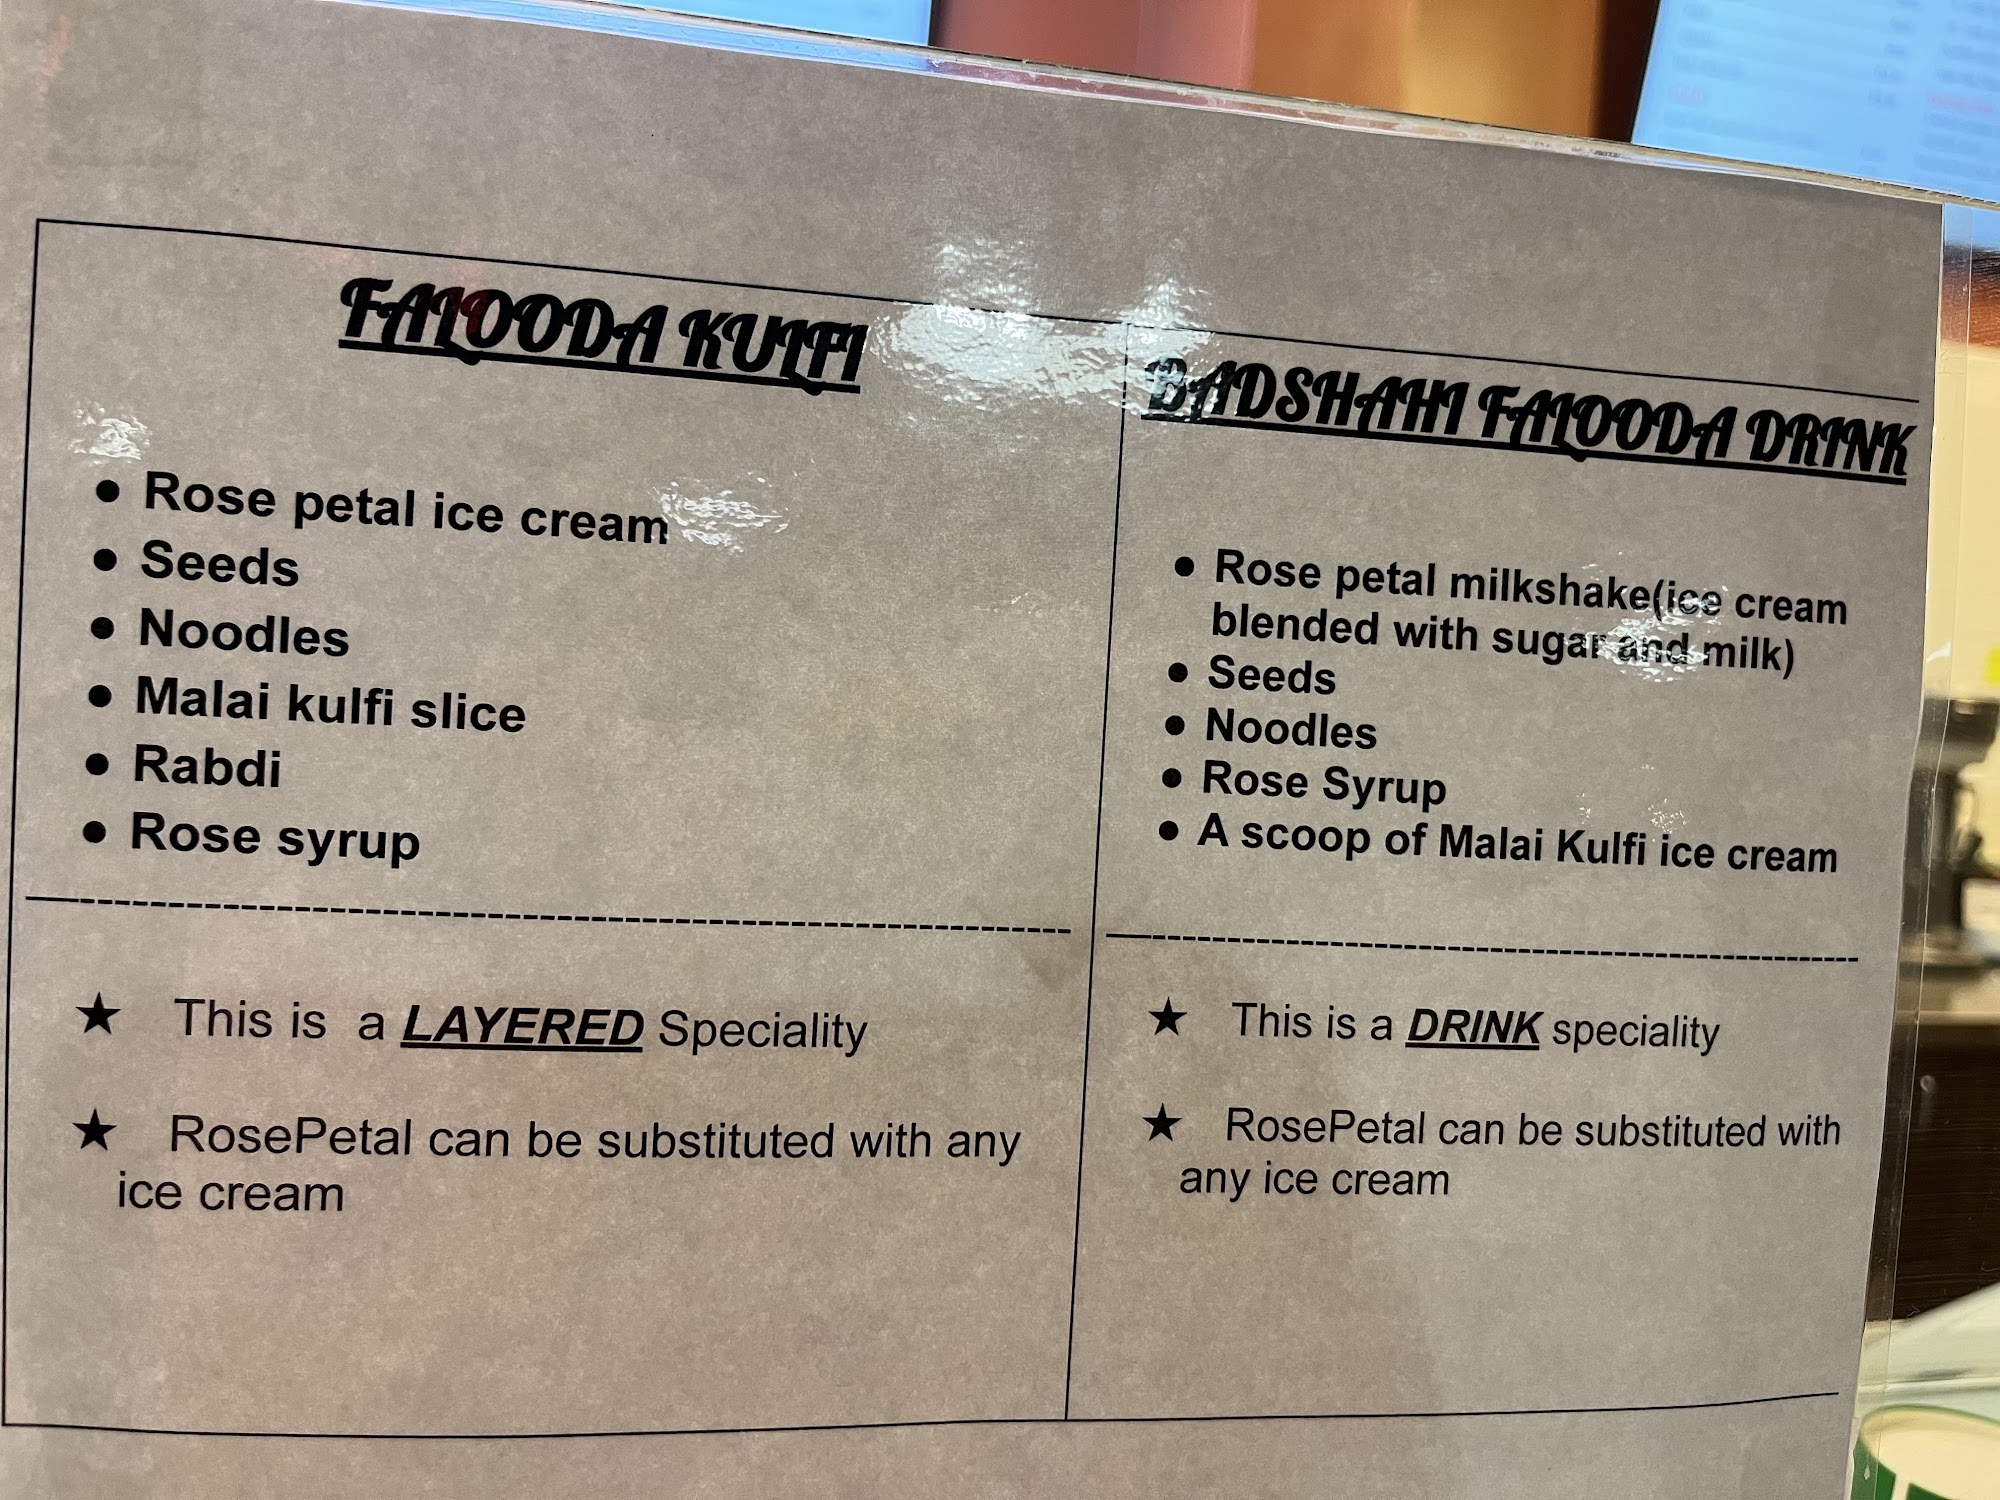 FALOODA KULFI
● Rose petal ice cream
● Seeds
● Noodles
● Malai kulfi slice
● Rabdi
● Rose syrup
★ This is a LAYERED Speciality
★ RosePetal can be substituted with any
ice cream
BADSHAHI FALOODA DRINK
● Rose petal milkshake(ice cream
blended with sugar and milk)
● Seeds
● Noodles
● Rose Syrup
● A scoop of Malai Kulfi ice cream
★ This is a DRINK speciality
★ RosePetal can be substituted with
any ice cream